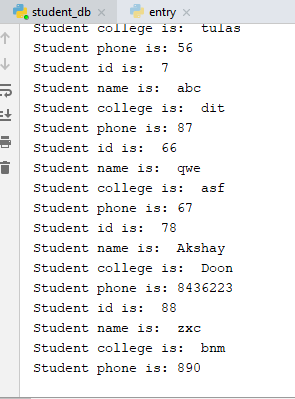 student_db × entry ×
Student college is:  tulas
Student phone is: 56
Student id is:  7
Student name is:  abc
Student college is:  dit
Student phone is: 87
Student id is:  66
Student name is:  qwe
Student college is:  asf
Student phone is: 67
Student id is:  78
Student name is:  Akshay
Student college is:  Doon
Student phone is: 8436223
Student id is:  88
Student name is:  zxc
Student college is:  bnm
Student phone is: 890